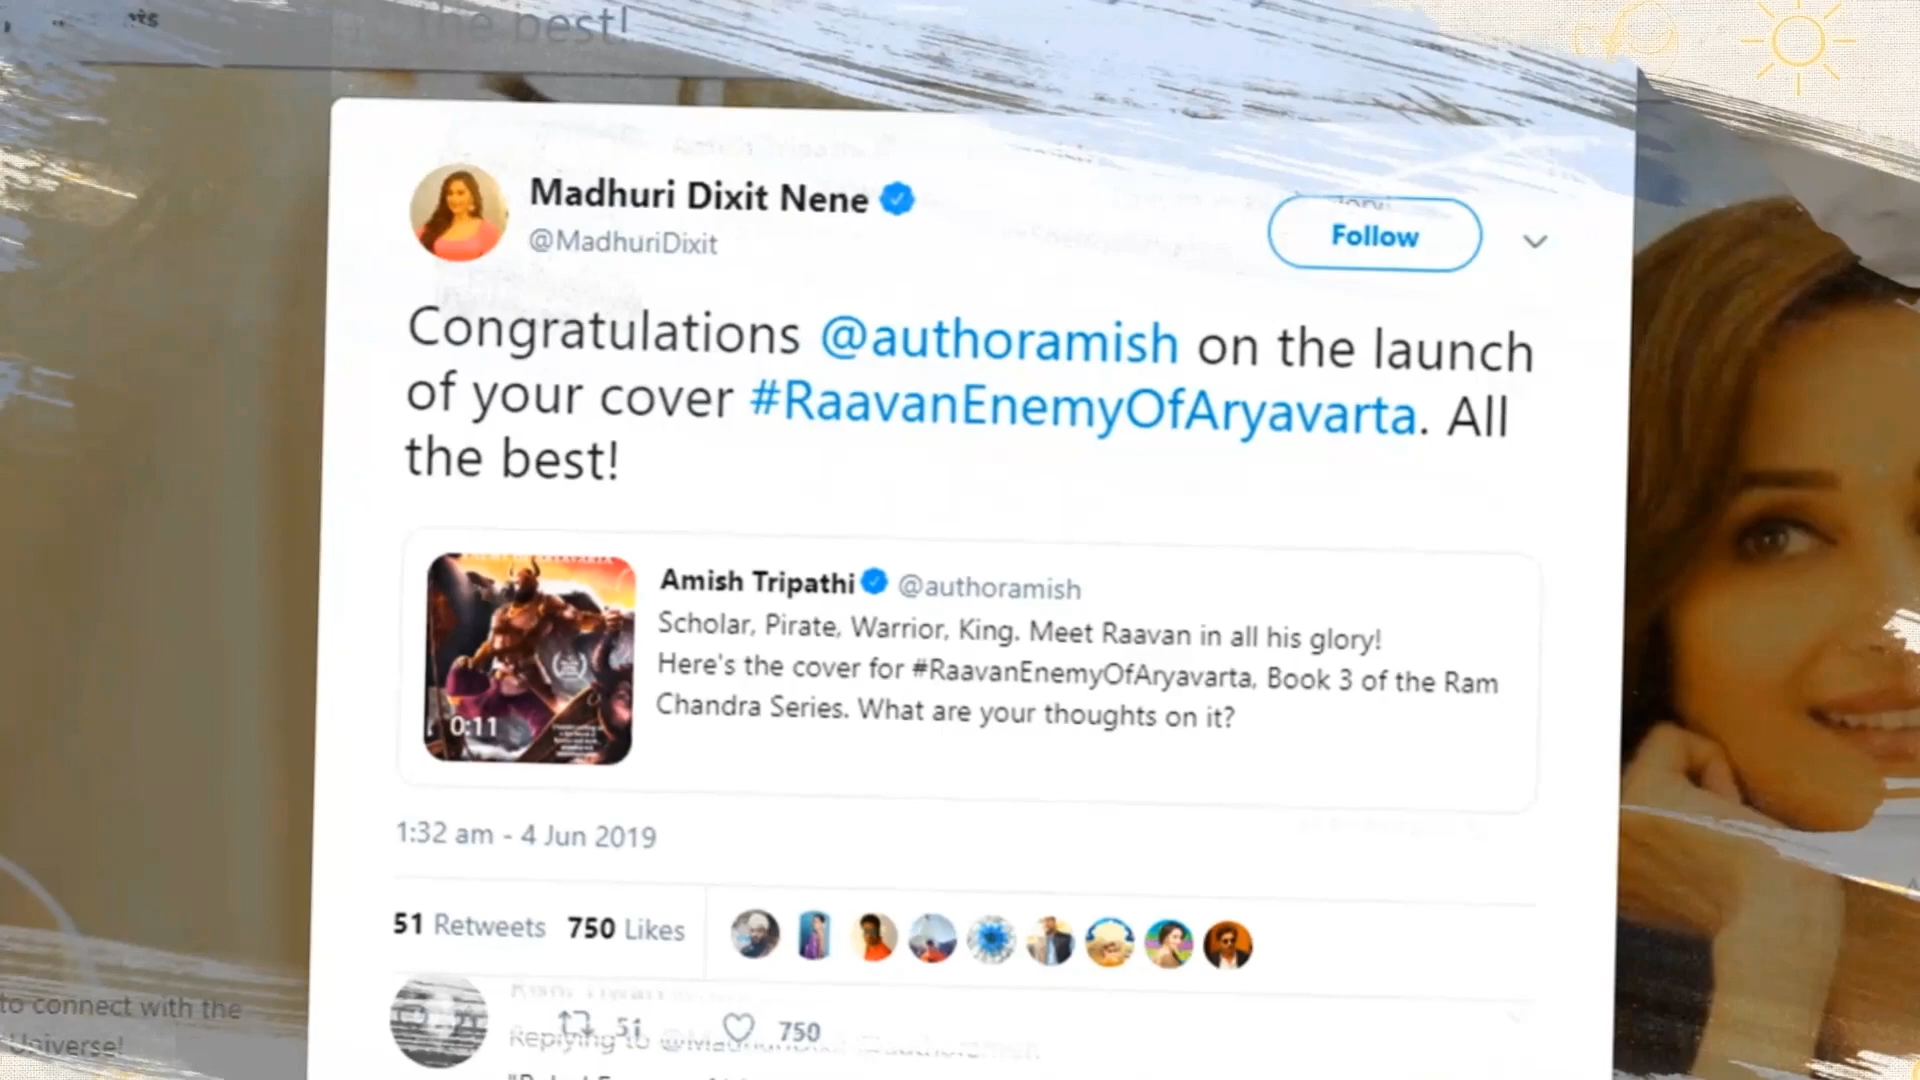 the best!
Madhuri Dixit Nene
@MadhuriDixit
Follow
Congratulations @authoramish on the launch
of your cover #RaavanEnemyOfAryavarta. All
the best!
Amish Tripathi @authoramish
Scholar, Pirate, Warrior, King. Meet Raavan in all his glory!
Here's the cover for #RaavanEnemyOfAryavarta, Book 3 of the Ram
Chandra Series. What are your thoughts on it?
0:11
1:32 am - 4 Jun 2019
51 Retweets 750 Likes
51 750
Replying to
to connect with the
Universe!